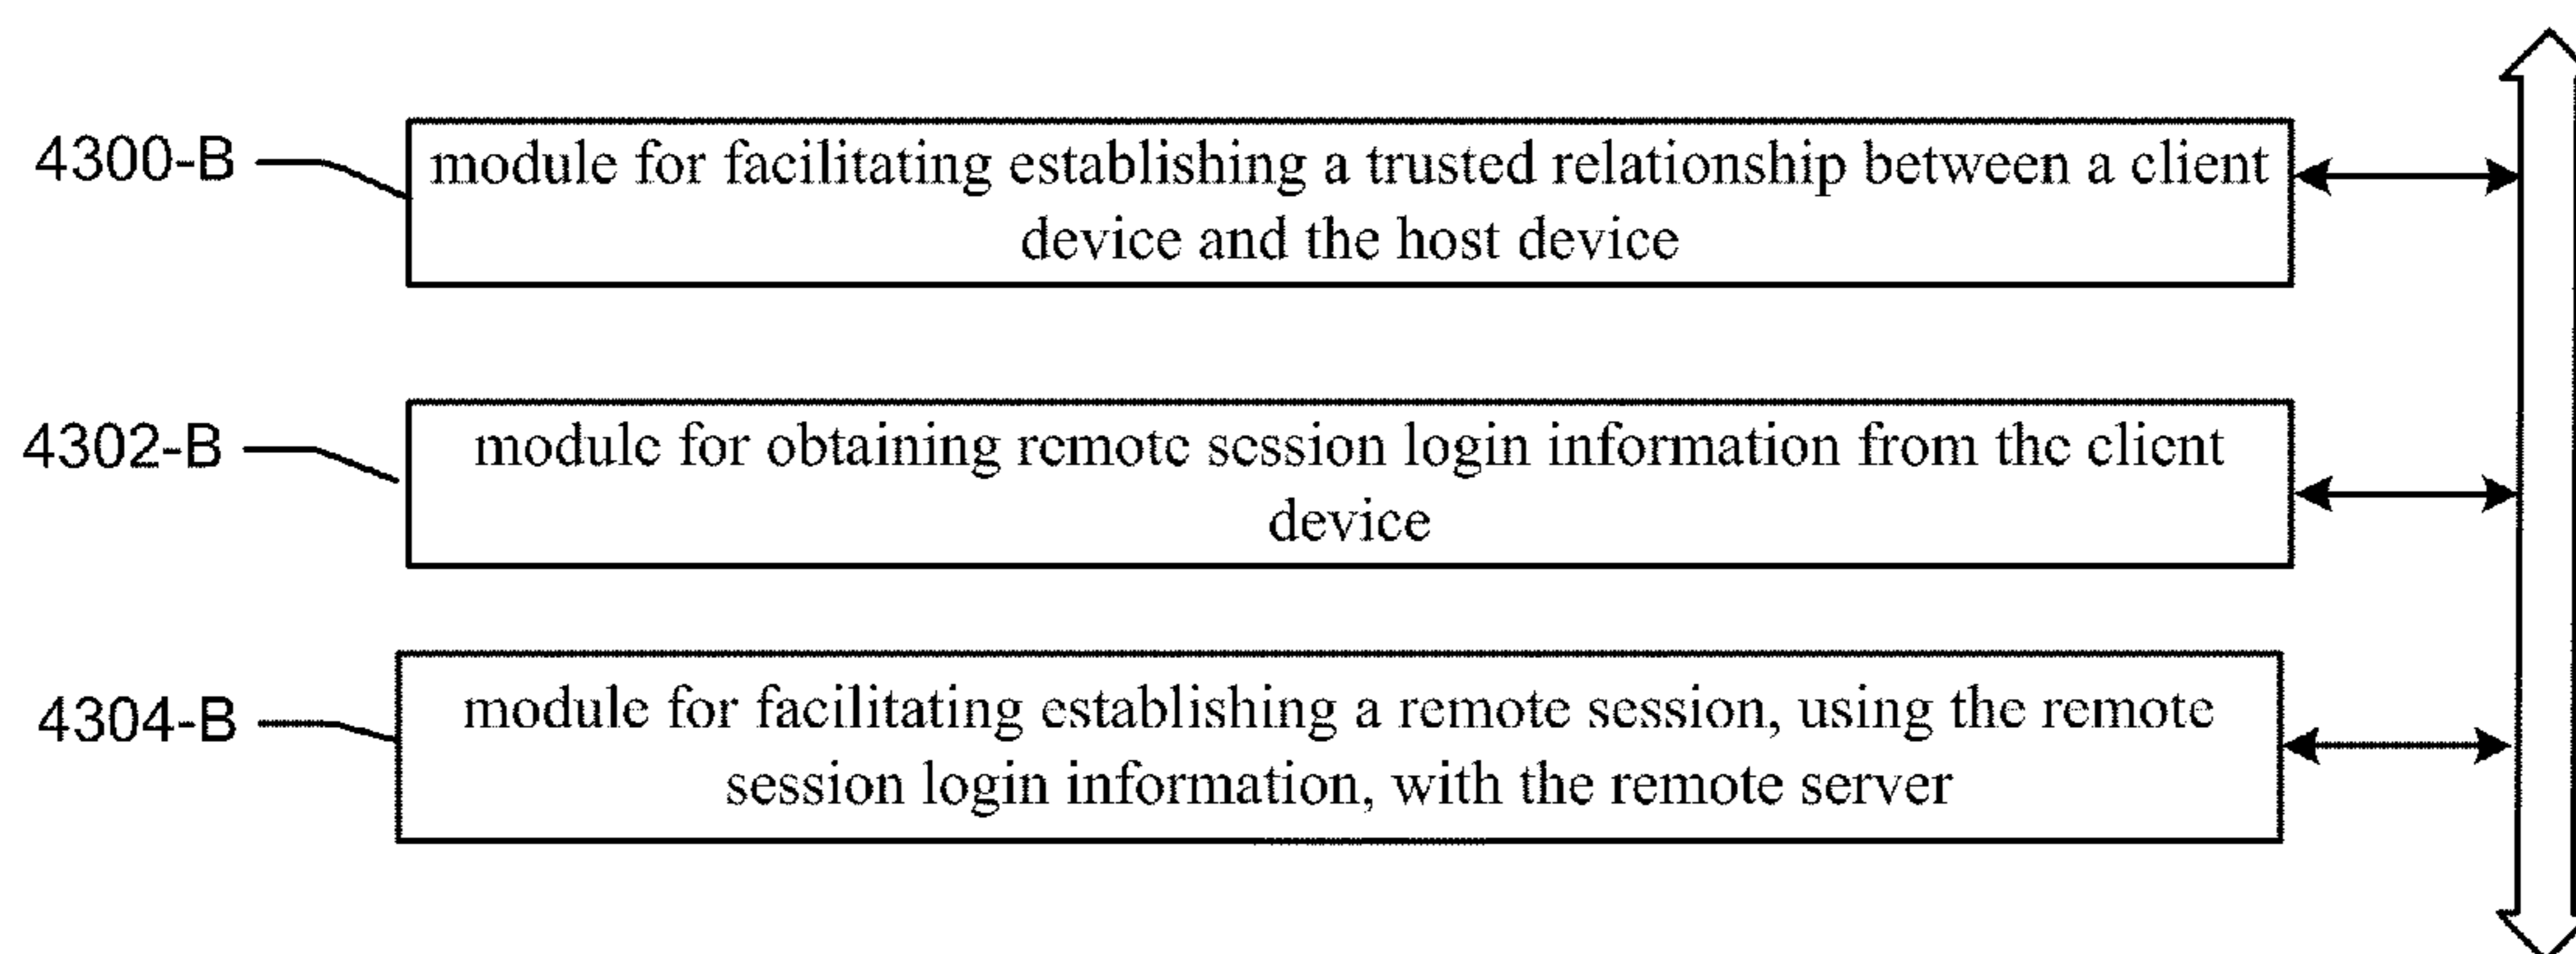 4300-B
module for facilitating establishing a trusted relationship between a client
device and the host device
4302-B
module for obtaining remote session login information from the client
device
4304-B
module for facilitating establishing a remote session, using the remote
session login information, with the remote server